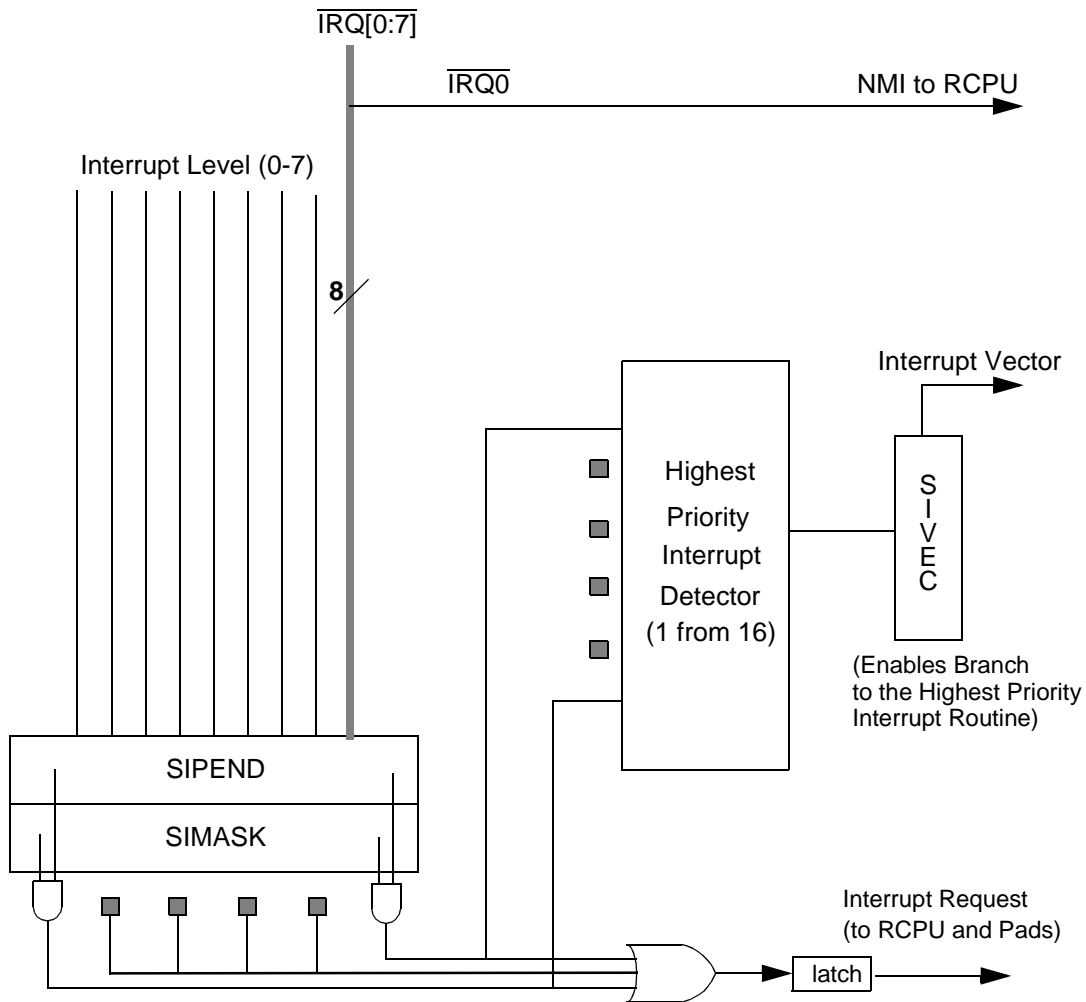 IRQ[0:7]
IRQ0
NMI to RCPU
Interrupt Level (0-7)
8
Interrupt Vector
Highest
Priority
Interrupt
Detector
(1 from 16)
S
I
V
E
C
(Enables Branch
to the Highest Priority
Interrupt Routine)
SIPEND
SIMASK
Interrupt Request
(to RCPU and Pads)
latch